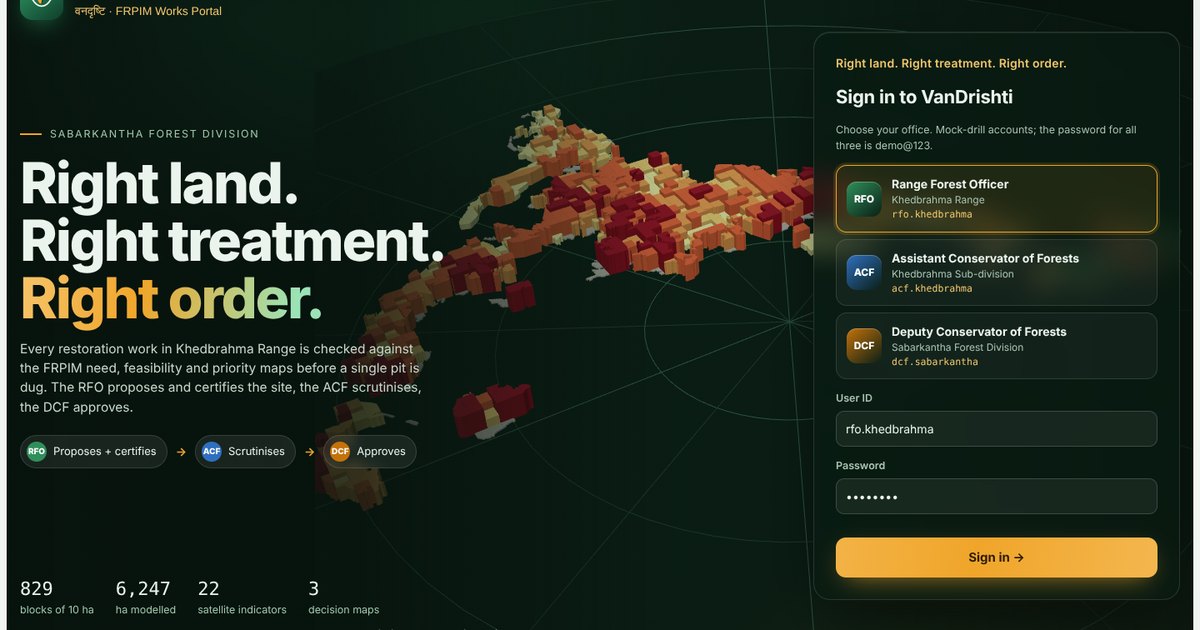 वनदृष्टि · FRPIM Works Portal
SABARKANTHA FOREST DIVISION
Right land.
Right treatment.
Right order.
Every restoration work in Khedbrahma Range is checked against
the FRPIM need, feasibility and priority maps before a single pit is
dug. The RFO proposes and certifies the site, the ACF scrutinises,
the DCF approves.
RFO Proposes + certifies → ACF Scrutinises → DCF Approves
829 6,247 22 3
blocks of 10 ha ha modelled satellite indicators decision maps
Right land. Right treatment. Right order.
Sign in to VanDrishti
Choose your office. Mock-drill accounts; the password for all
three is demo@123.
RFO
Range Forest Officer
Khedbrahma Range
rfo.khedbrahma
ACF
Assistant Conservator of Forests
Khedbrahma Sub-division
acf.khedbrahma
DCF
Deputy Conservator of Forests
Sabarkantha Forest Division
dcf.sabarkantha
User ID
rfo.khedbrahma
Password
••••••••
Sign in →